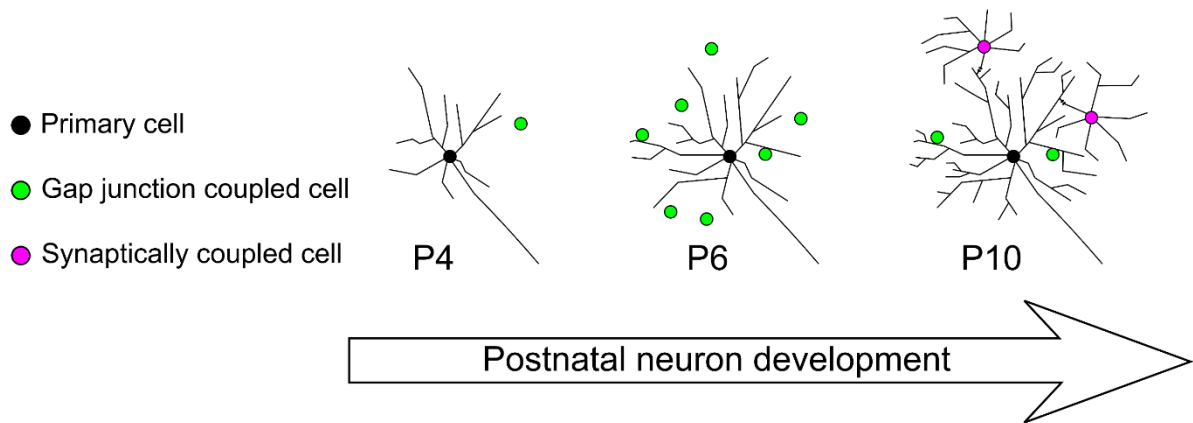 Primary cell
Gap junction coupled cell
Synaptically coupled cell
P4
P6
P10
Postnatal neuron development